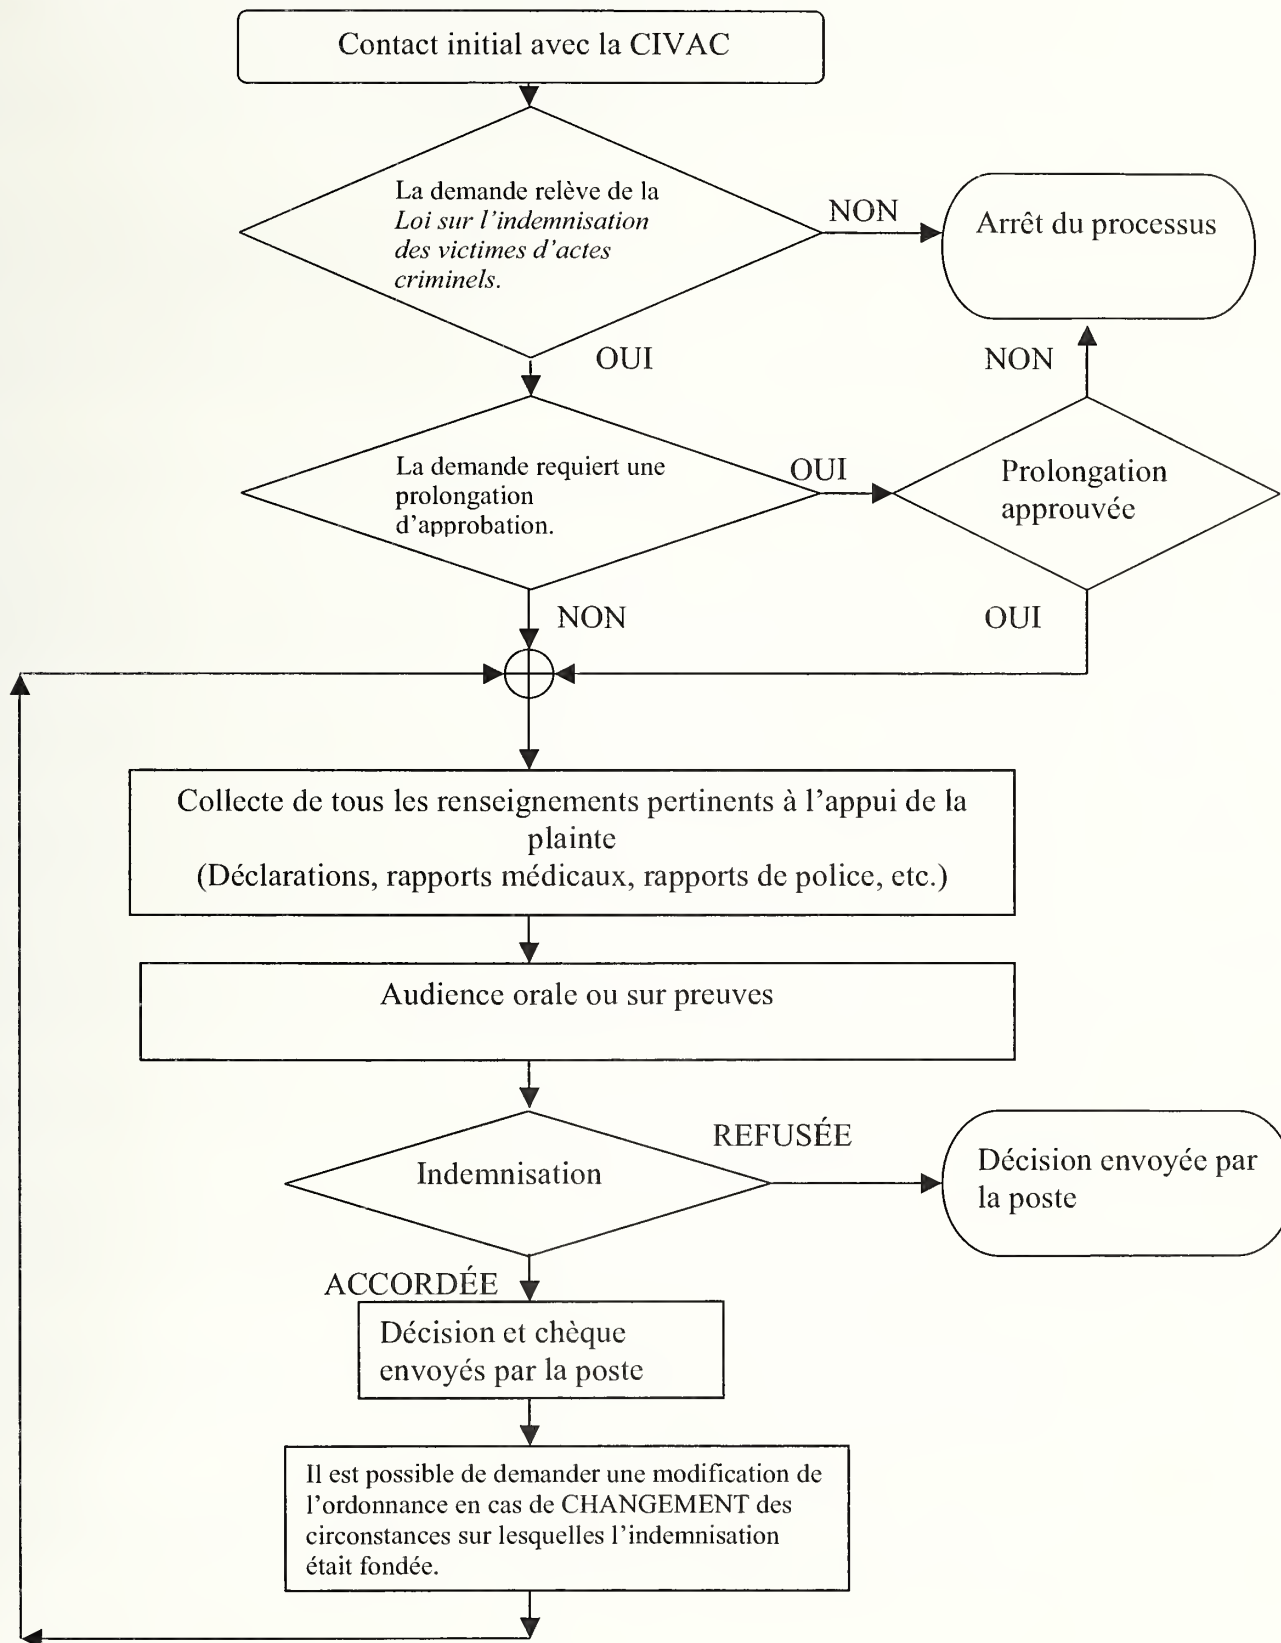 Contact initial avec la CIVAC
La demande relève de la
Loi sur l'indemnisation
des victimes d'actes
criminels.
NON
Arrêt du processus
OUI
NON
La demande requiert une
prolongation
d'approbation.
OUI
Prolongation
approuvée
NON
OUI
Collecte de tous les renseignements pertinents à l'appui de la
plainte
(Déclarations, rapports médicaux, rapports de police, etc.)
Audience orale ou sur preuves
Indemnisation
REFUSÉE
Décision envoyée par
la poste
ACCORDÉE
Décision et chèque
envoyés par la poste
Il est possible de demander une modification de
l'ordonnance en cas de CHANGEMENT des
circonstances sur lesquelles l'indemnisation
était fondée.